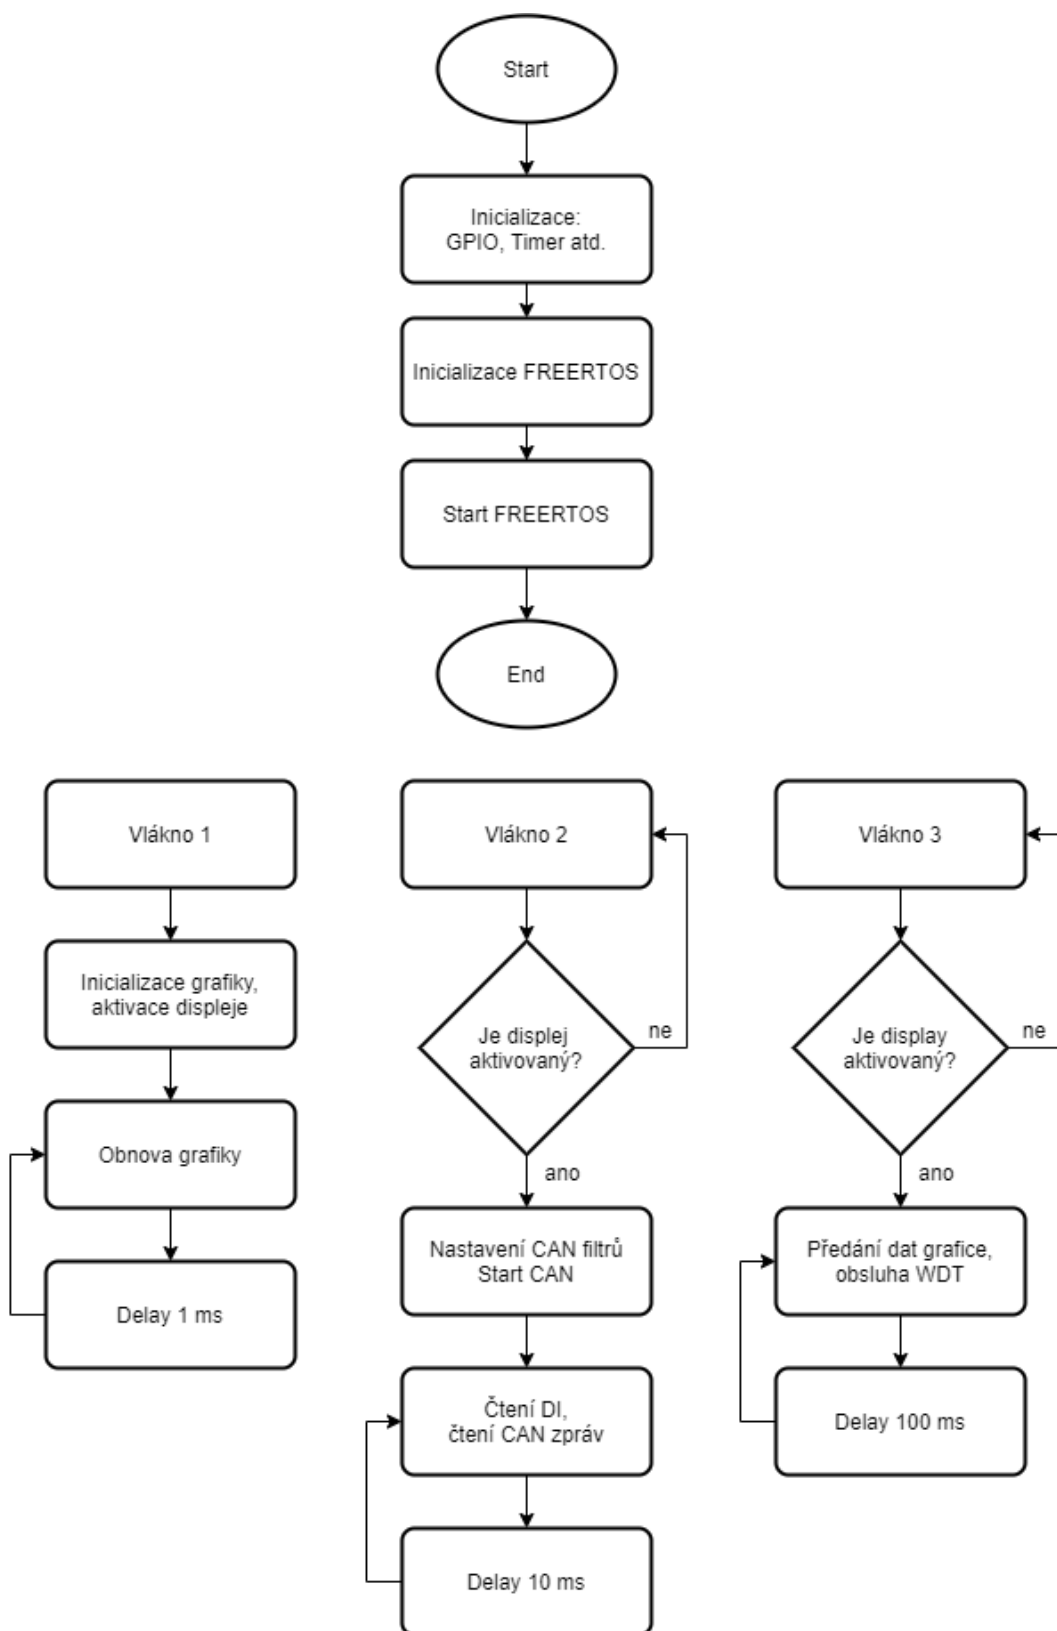 Start
Inicializace:
GPIO, Timer atd.
Inicializace FREERTOS
Start FREERTOS
End
Vlákno 1
Inicializace grafiky,
aktivace displeje
Obnova grafiky
Delay 1 ms
Vlákno 2
Je displej
aktivovaný?
ne
ano
Nastavení CAN filtrů
Start CAN
Čtení DI,
čtení CAN zpráv
Delay 10 ms
Vlákno 3
Je display
aktivovaný?
ne
ano
Předání dat grafice,
obsluha WDT
Delay 100 ms